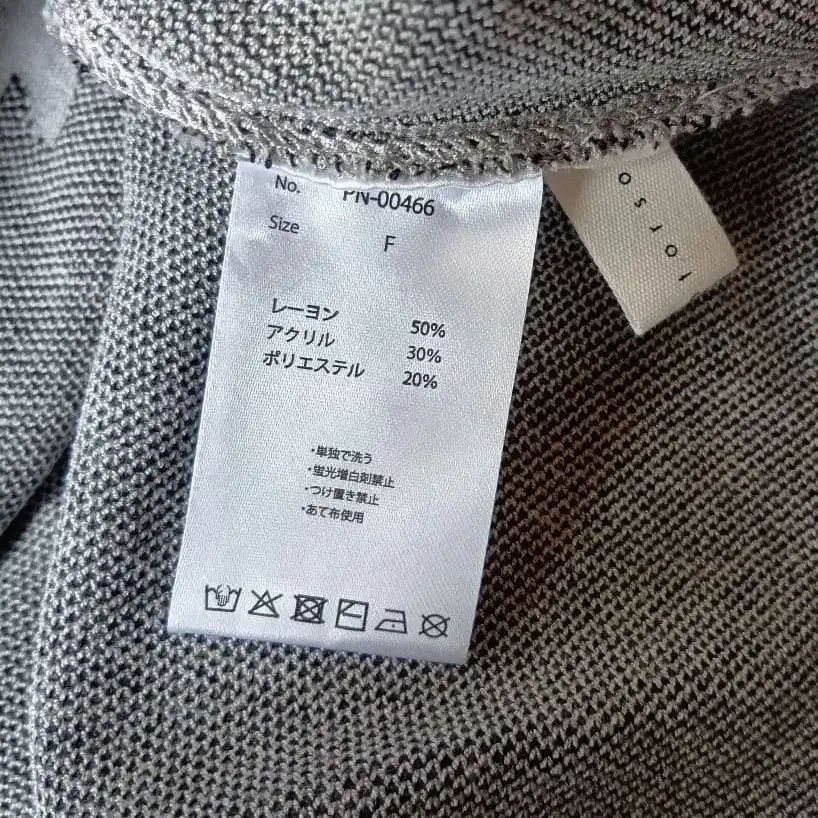 No. PN-00466
Size F
レーヨン 50%
アクリル 30%
ポリエステル 20%
・単独で洗う
・蛍光増白剤禁止
・つけ置き禁止
・あて布使用
torso